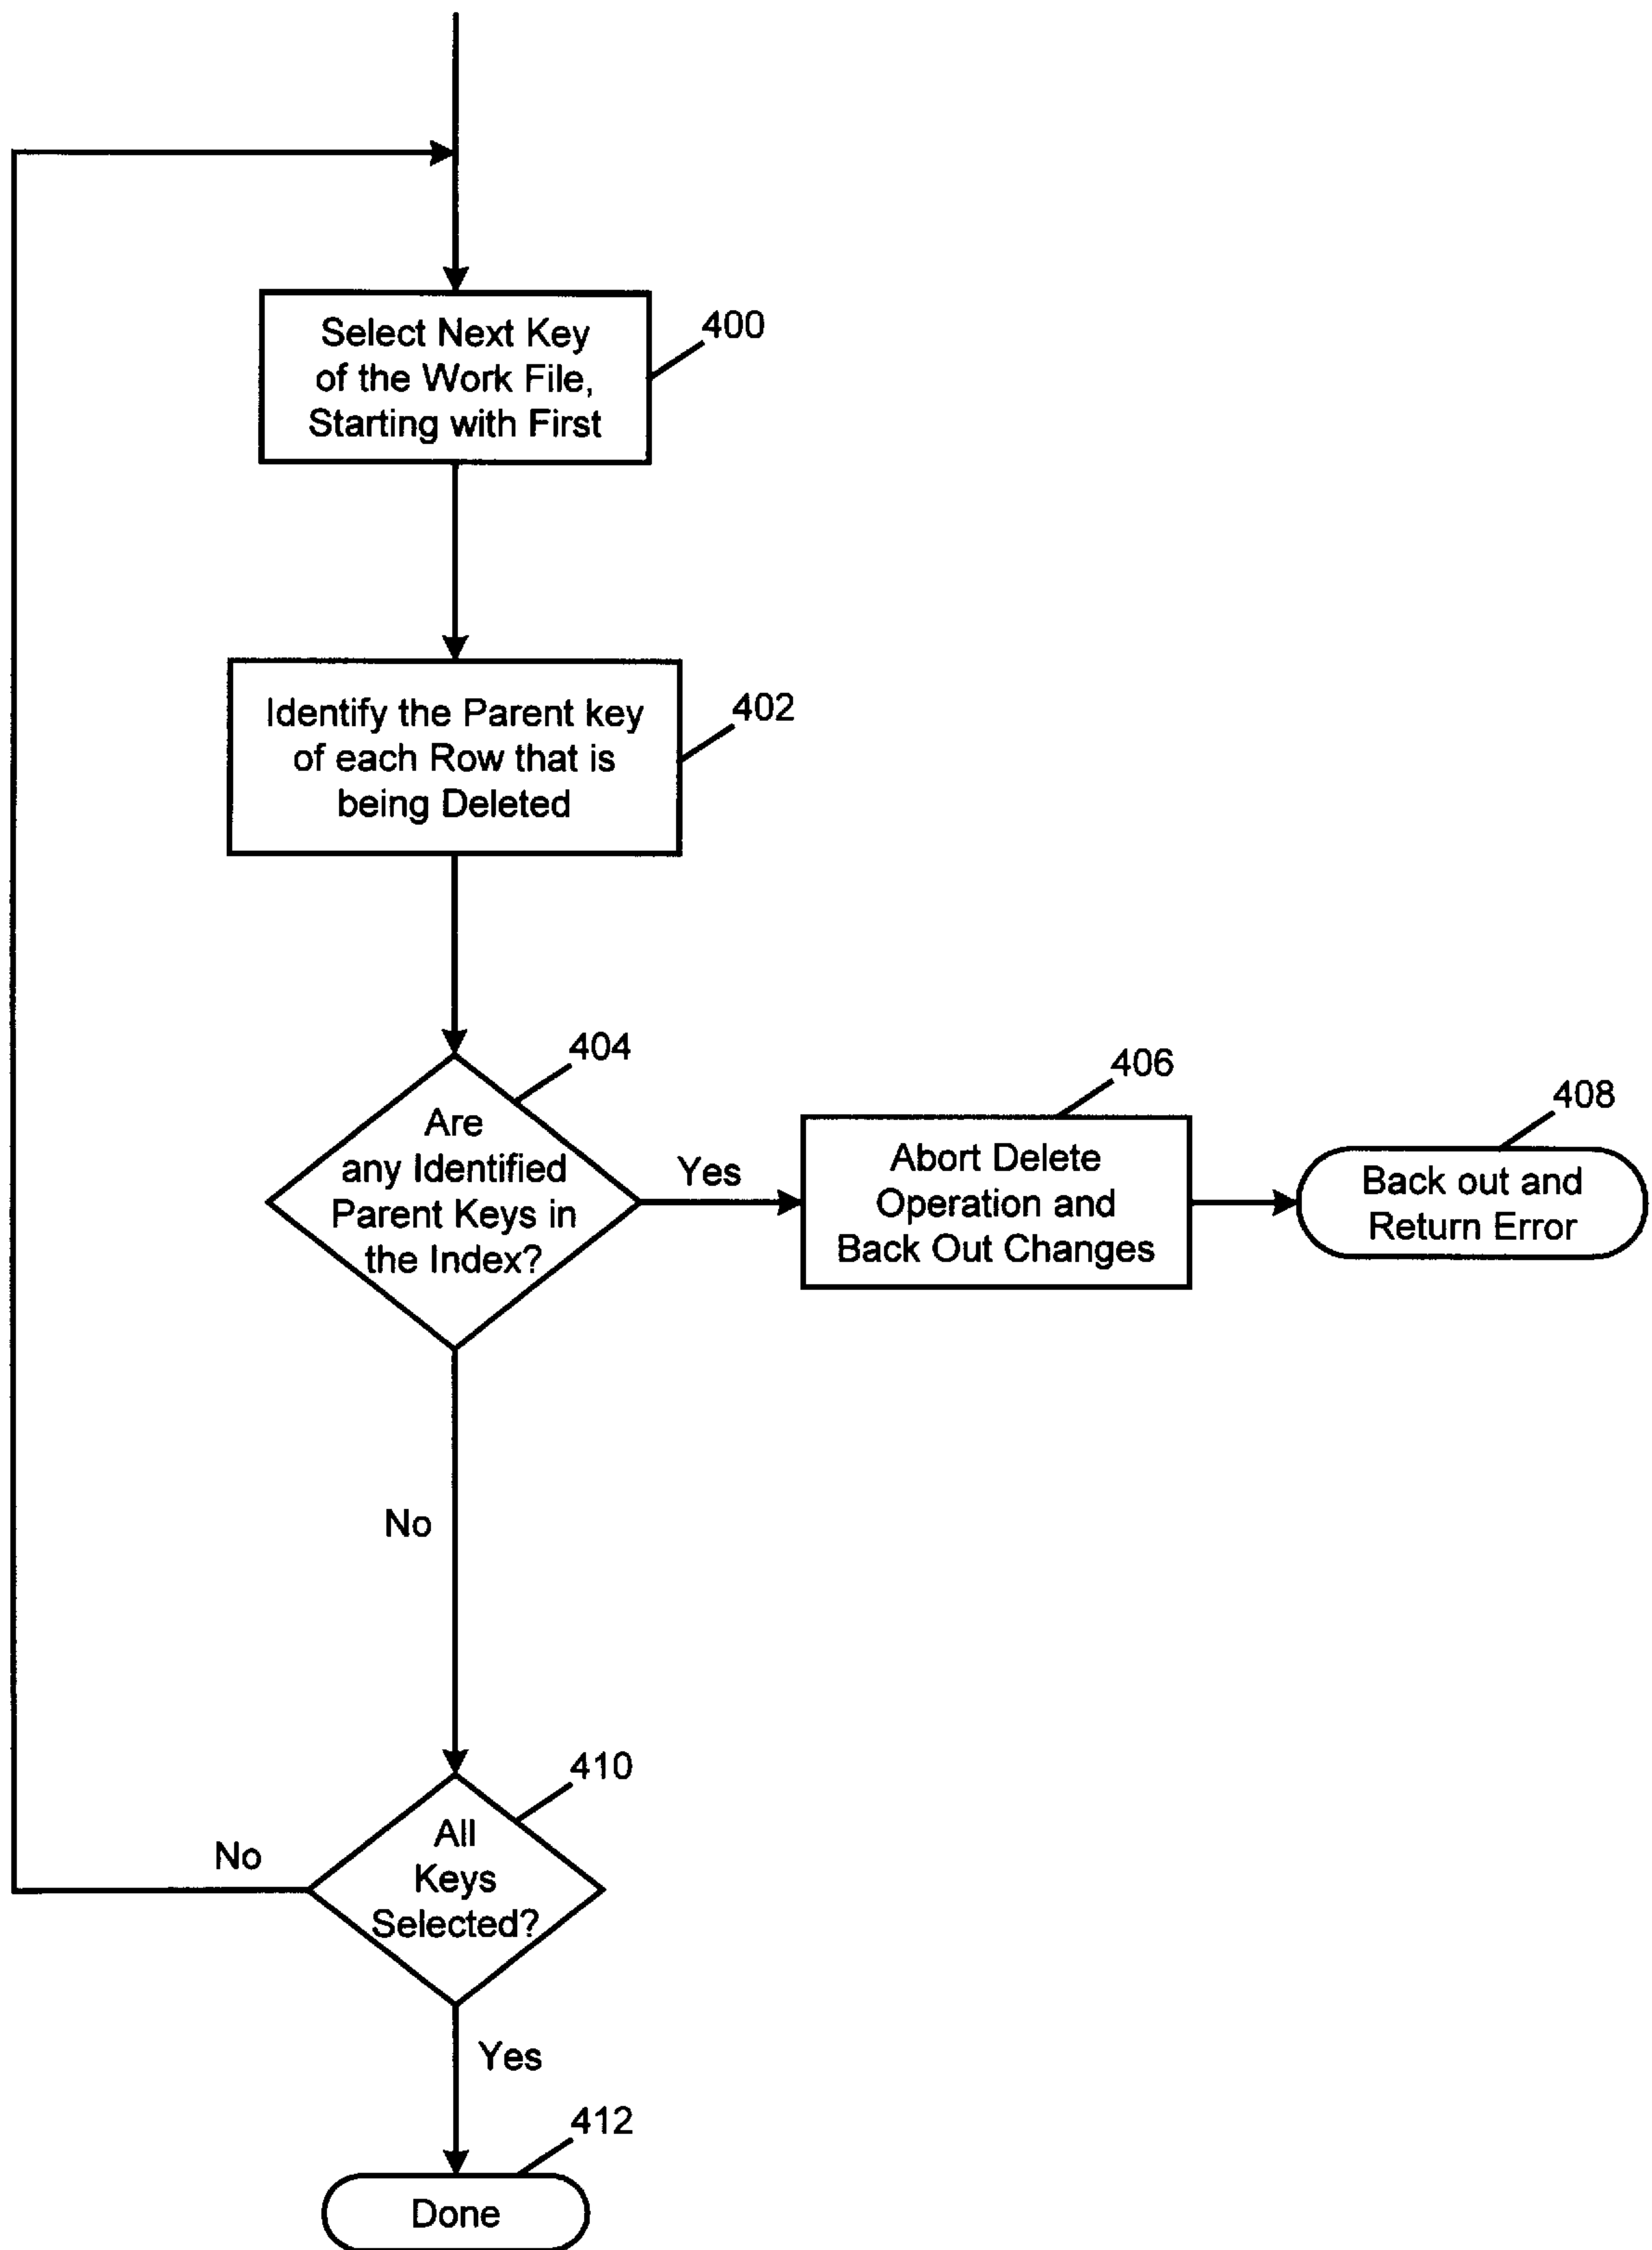 Select Next Key
of the Work File,
Starting with First
400
Identify the Parent key
of each Row that is
being Deleted
402
404
Are
any Identified
Parent Keys in
the Index?
Yes
406
Abort Delete
Operation and
Back Out Changes
408
Back out and
Return Error
No
410
All
Keys
Selected?
No
Yes
412
Done